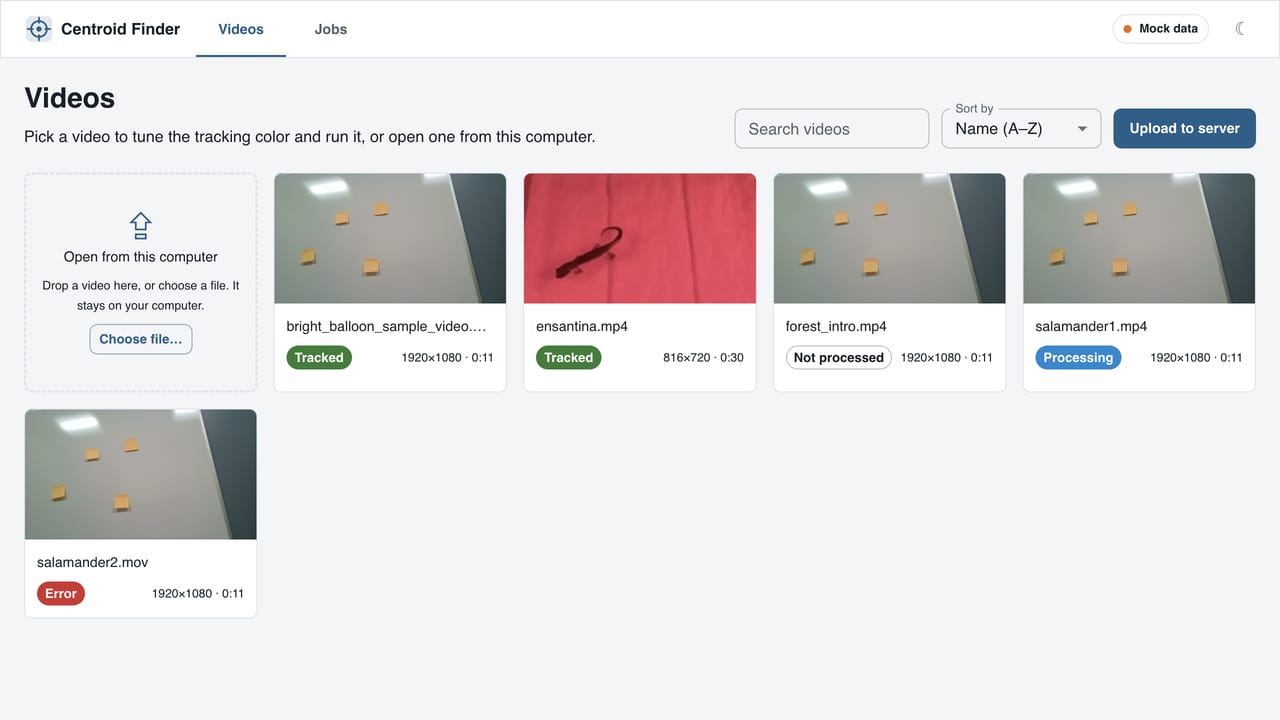 Centroid Finder
Videos
Jobs
Mock data
Videos
Pick a video to tune the tracking color and run it, or open one from this computer.
Search videos
Sort by
Name (A–Z)
Upload to server
Open from this computer
Drop a video here, or choose a file. It
stays on your computer.
Choose file…
bright_balloon_sample_video.…
Tracked
1920×1080 · 0:11
ensantina.mp4
Tracked
816×720 · 0:30
forest_intro.mp4
Not processed
1920×1080 · 0:11
salamander1.mp4
Processing
1920×1080 · 0:11
salamander2.mov
Error
1920×1080 · 0:11